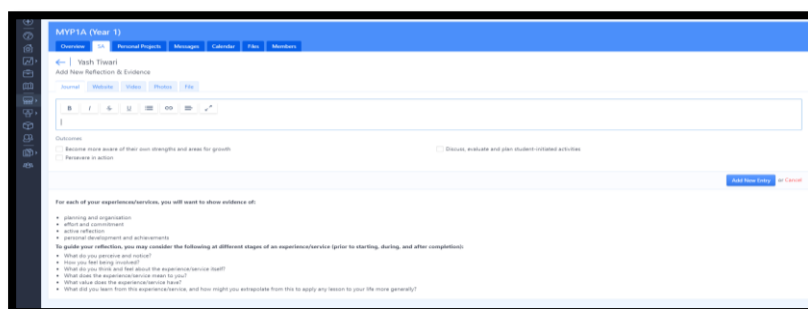 MYP1A (Year 1)
Overview SA Personal Projects Messages Calendar Files Members
Yash Tiwari
Add New Reflection & Evidence
Journal Website Video Photos File
B I S U
Outcomes
Become more aware of their own strengths and areas for growth
Discuss, evaluate and plan student-initiated activities
Persevere in action
Add New Entry or Cancel
For each of your experiences/services, you will want to show evidence of:
planning and organisation
effort and commitment
active reflection
personal development and achievements
To guide your reflection, you may consider the following at different stages of an experience/service (prior to starting, during, and after completion):
What do you perceive and notice?
How you feel being involved?
What do you think and feel about the experience/service itself?
What does the experience/service mean to you?
What value does the experience/service have?
What did you learn from this experience/service, and how might you extrapolate from this to apply any lesson to your life more generally?